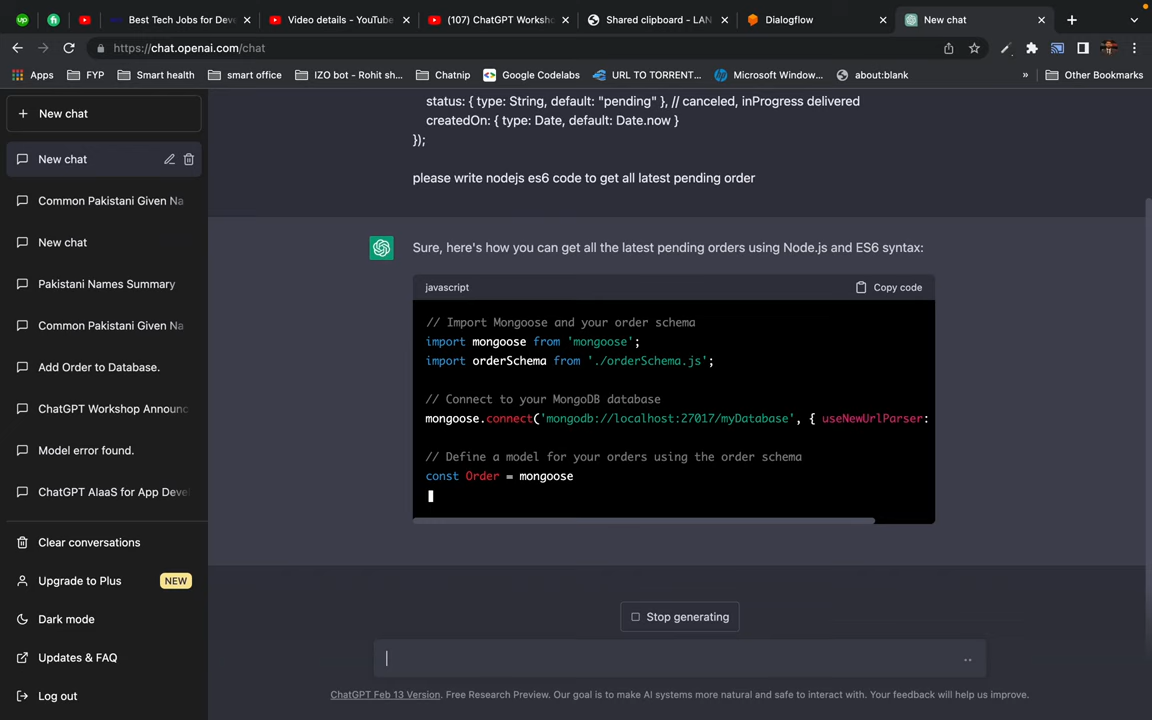 Best Tech Jobs for Deve
Video details - YouTube
(107) ChatGPT Worksho
Shared clipboard - LAN
Dialogflow
New chat
https://chat.openai.com/chat
Apps
FYP
Smart health
smart office
IZO bot - Rohit sh...
Chatnip
Google Codelabs
URL TO TORRENT...
Microsoft Window...
about:blank
»
Other Bookmarks
+ New chat
New chat
Common Pakistani Given Na
New chat
Pakistani Names Summary
Common Pakistani Given Na
Add Order to Database.
ChatGPT Workshop Announc
Model error found.
ChatGPT AIaaS for App Deve
Clear conversations
Upgrade to Plus
NEW
Dark mode
Updates & FAQ
Log out
status: { type: String, default: "pending" }, // canceled, inProgress delivered
createdOn: { type: Date, default: Date.now }
});
please write nodejs es6 code to get all latest pending order
Sure, here's how you can get all the latest pending orders using Node.js and ES6 syntax:
javascript
Copy code
// Import Mongoose and your order schema
import mongoose from 'mongoose';
import orderSchema from './orderSchema.js';
// Connect to your MongoDB database
mongoose.connect('mongodb://localhost:27017/myDatabase', { useNewUrlParser:
// Define a model for your orders using the order schema
const Order = mongoose
Stop generating
ChatGPT Feb 13 Version. Free Research Preview. Our goal is to make AI systems more natural and safe to interact with. Your feedback will help us improve.